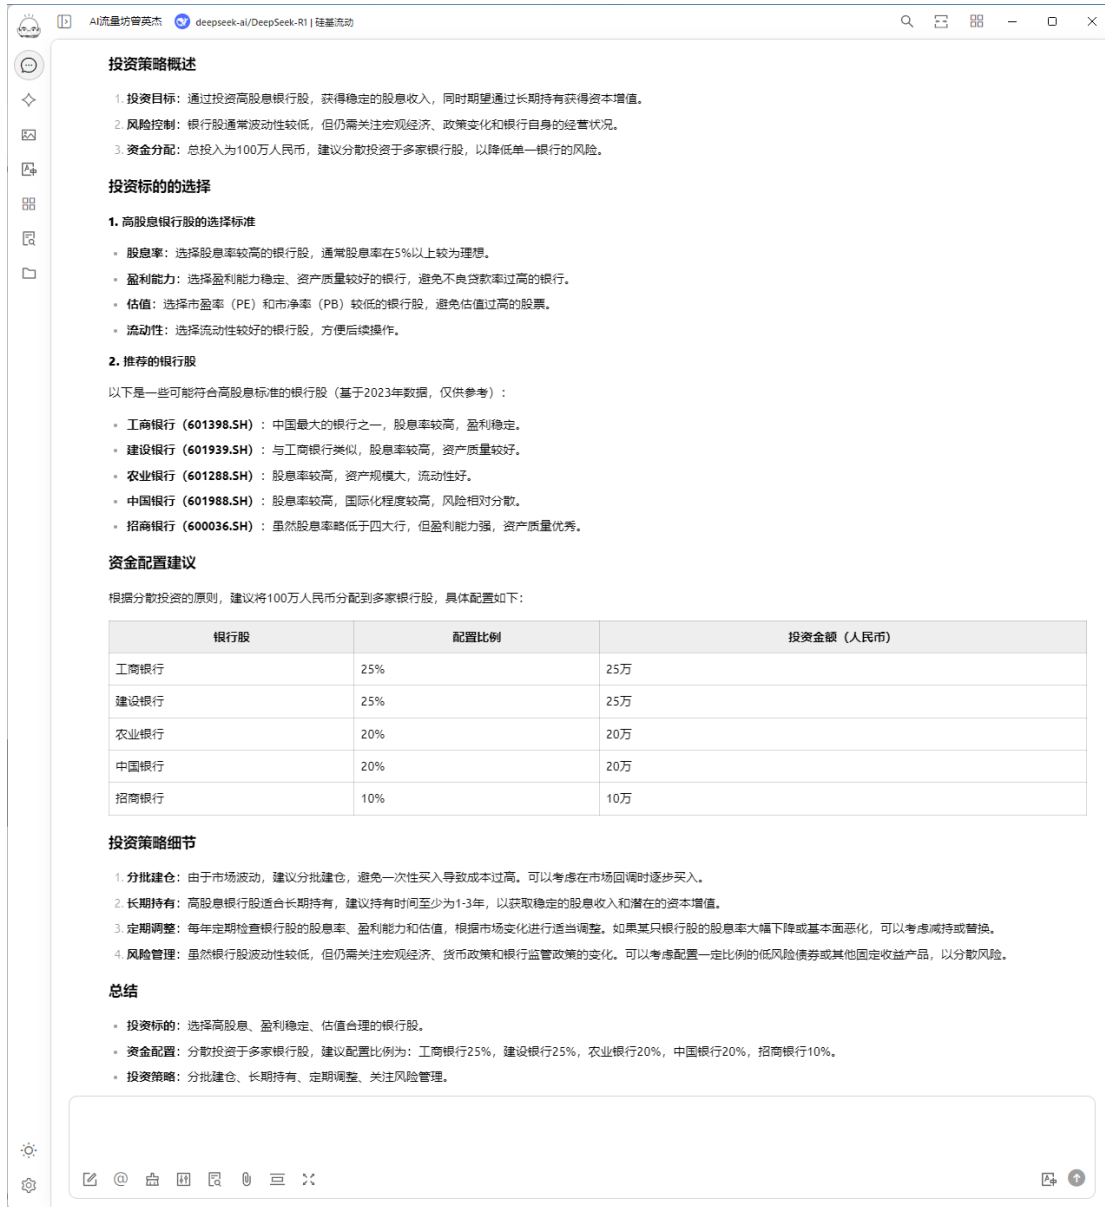 AI流量坊曾英杰 deepseek-ai/DeepSeek-R1 | 硅基流动
投资策略概述
1. 投资目标：通过投资高股息银行股，获得稳定的股息收入，同时期望通过长期持有获得资本增值。
2. 风险控制：银行股通常波动性较低，但仍需关注宏观经济、政策变化和银行自身的经营状况。
3. 资金分配：总投入为100万人民币，建议分散投资于多家银行股，以降低单一银行的风险。
投资标的的选择
1. 高股息银行股的选择标准
• 股息率：选择股息率较高的银行股，通常股息率在5%以上较为理想。
• 盈利能力：选择盈利能力稳定、资产质量较好的银行，避免不良贷款率过高的银行。
• 估值：选择市盈率（PE）和市净率（PB）较低的银行股，避免估值过高的股票。
• 流动性：选择流动性较好的银行股，方便后续操作。
2. 推荐的银行股
以下是一些可能符合高股息标准的银行股（基于2023年数据，仅供参考）：
• 工商银行（601398.SH）：中国最大的银行之一，股息率较高，盈利稳定。
• 建设银行（601939.SH）：与工商银行类似，股息率较高，资产质量较好。
• 农业银行（601288.SH）：股息率较高，资产规模大，流动性好。
• 中国银行（601988.SH）：股息率较高，国际化程度较高，风险相对分散。
• 招商银行（600036.SH）：虽然股息率略低于四大行，但盈利能力强，资产质量优秀。
资金配置建议
根据分散投资的原则，建议将100万人民币分配到多家银行股，具体配置如下：
银行股 配置比例 投资金额（人民币）
工商银行 25% 25万
建设银行 25% 25万
农业银行 20% 20万
中国银行 20% 20万
招商银行 10% 10万
投资策略细节
1. 分批建仓：由于市场波动，建议分批建仓，避免一次性买入导致成本过高。可以考虑在市场回调时逐步买入。
2. 长期持有：高股息银行股适合长期持有，建议持有时间至少为1-3年，以获取稳定的股息收入和潜在的资本增值。
3. 定期调整：每年定期检查银行股的股息率、盈利能力和估值，根据市场变化进行适当调整。如果某只银行股的股息率大幅下降或基本面恶化，可以考虑减持或替换。
4. 风险管理：虽然银行股波动性较低，但仍需关注宏观经济、货币政策和银行监管政策的变化。可以考虑配置一定比例的低风险债券或其他固定收益产品，以分散风险。
总结
• 投资标的：选择高股息、盈利稳定、估值合理的银行股。
• 资金配置：分散投资于多家银行股，建议配置比例为：工商银行25%，建设银行25%，农业银行20%，中国银行20%，招商银行10%。
• 投资策略：分批建仓、长期持有、定期调整、关注风险管理。